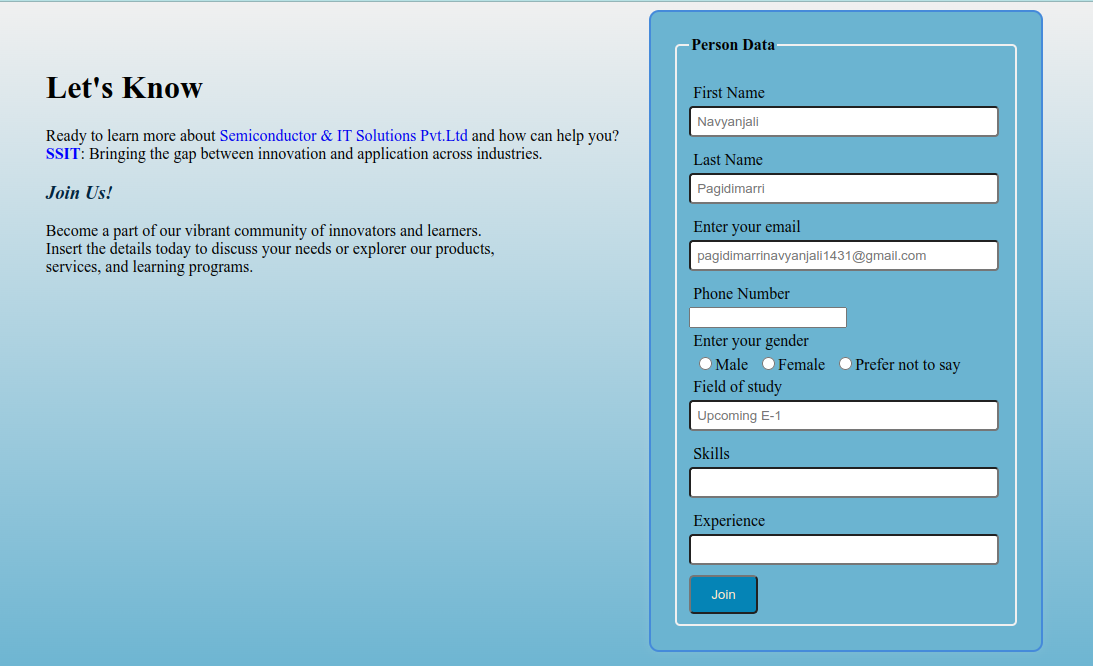 Let's Know
Ready to learn more about Semiconductor & IT Solutions Pvt.Ltd and how can help you?
SSIT: Bringing the gap between innovation and application across industries.
Join Us!
Become a part of our vibrant community of innovators and learners.
Insert the details today to discuss your needs or explorer our products,
services, and learning programs.
Person Data
First Name
Navyanjali
Last Name
Pagidimarri
Enter your email
pagidimarrinavyanjali1431@gmail.com
Phone Number
Enter your gender
Male Female Prefer not to say
Field of study
Upcoming E-1
Skills
Experience
Join